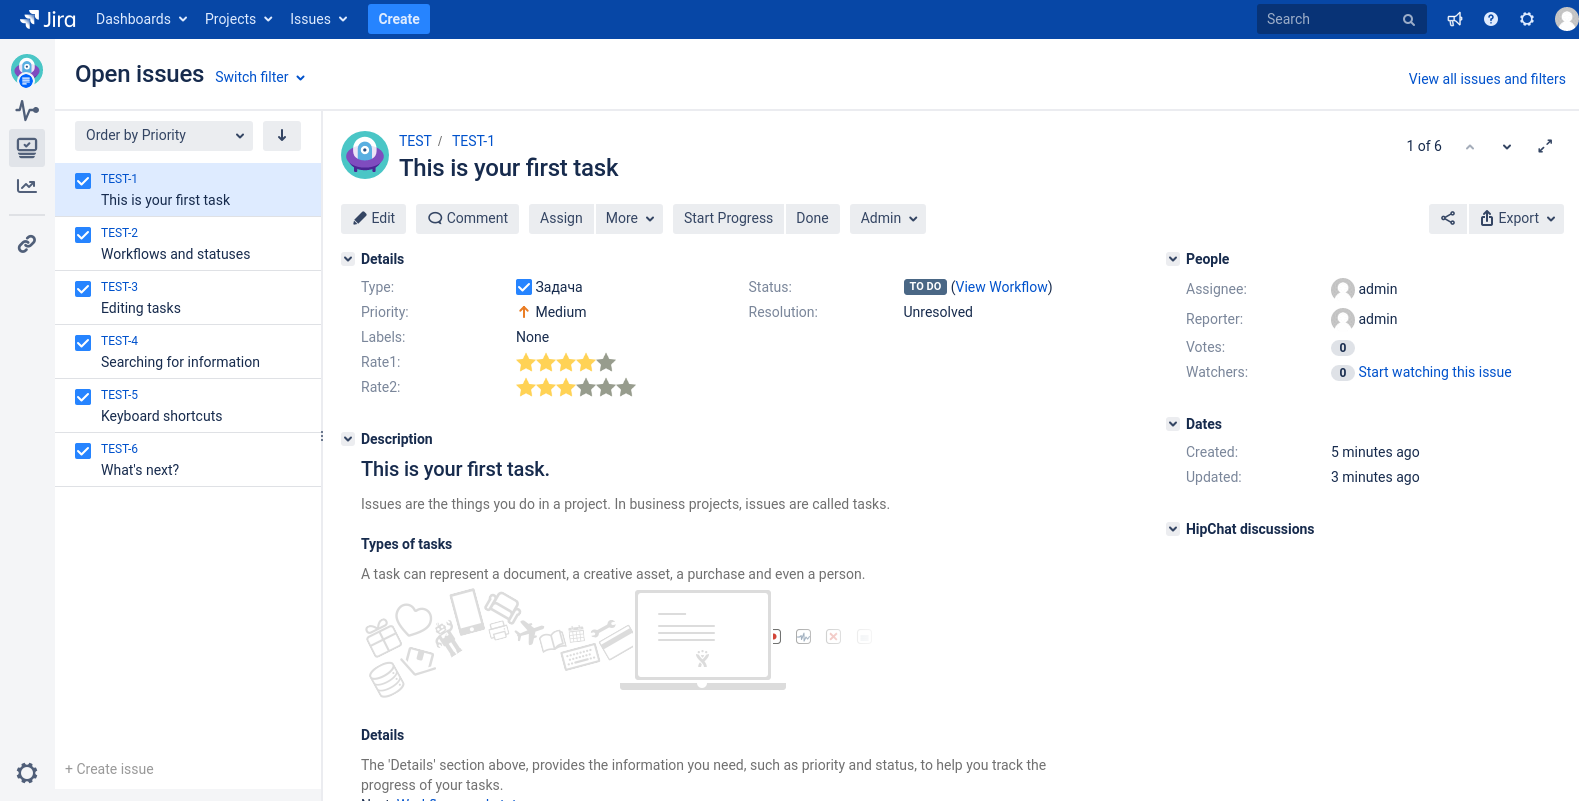 Jira Dashboards Projects Issues Create Search
Open issues Switch filter
View all issues and filters
Order by Priority
TEST-1
This is your first task
TEST-2
Workflows and statuses
TEST-3
Editing tasks
TEST-4
Searching for information
TEST-5
Keyboard shortcuts
TEST-6
What's next?
+ Create issue
TEST / TEST-1
This is your first task
1 of 6
Edit Comment Assign More Start Progress Done Admin Export
Details
Type: Задача
Priority: Medium
Labels: None
Rate1:
Rate2:
Status: TO DO (View Workflow)
Resolution: Unresolved
Description
This is your first task.
Issues are the things you do in a project. In business projects, issues are called tasks.
Types of tasks
A task can represent a document, a creative asset, a purchase and even a person.
Details
The 'Details' section above, provides the information you need, such as priority and status, to help you track the
progress of your tasks.
People
Assignee: admin
Reporter: admin
Votes: 0
Watchers: 0 Start watching this issue
Dates
Created: 5 minutes ago
Updated: 3 minutes ago
HipChat discussions